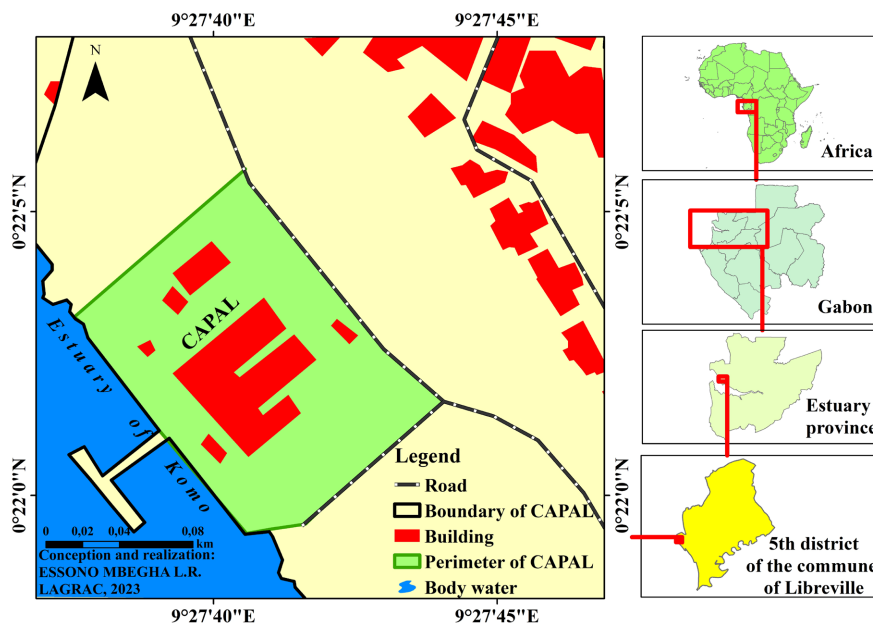 9°27'40"E
9°27'45"E
N
0°22'5"N
0°22'5"N
CAPAL
Estuary of Komo
0°22'0"N
0°22'0"N
Legend
Road
Boundary of CAPAL
Building
Perimeter of CAPAL
Body water
0 0,02 0,04 0,08
km
Conception and realization:
ESSONO MBEGHA L.R.
LAGRAC, 2023
9°27'40"E
9°27'45"E
Africa
Gabon
Estuary
province
5th district
of the commune
of Libreville